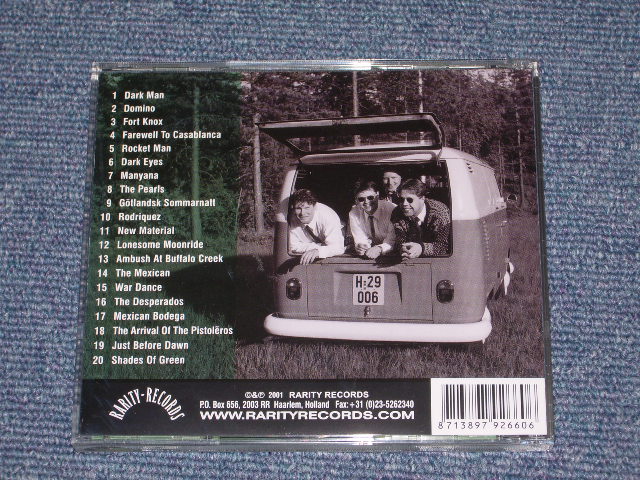 1 Dark Man
2 Domino
3 Fort Knox
4 Farewell To Casablanca
5 Rocket Man
6 Dark Eyes
7 Manyana
8 The Pearls
9 Götlandsk Sommarnatt
10 Rodriquez
11 New Material
12 Lonesome Moonride
13 Ambush At Buffalo Creek
14 The Mexican
15 War Dance
16 The Desperados
17 Mexican Bodega
18 The Arrival Of The Pistolëros
19 Just Before Dawn
20 Shades Of Green
H:29
006
RARITY-RECORDS
©&℗ 2001 RARITY RECORDS
P.O. Box 656, 2003 RR Haarlem, Holland Fax:+31 (0)23-5262340
WWW.RARITYRECORDS.COM
8 713897 926606